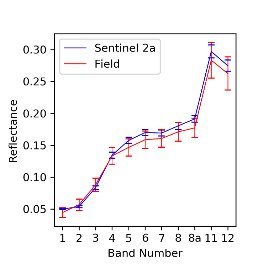 Sentinel 2a
Field
Reflectance
0.30
0.25
0.20
0.15
0.10
0.05
1 2 3 4 5 6 7 8 8a 11 12
Band Number